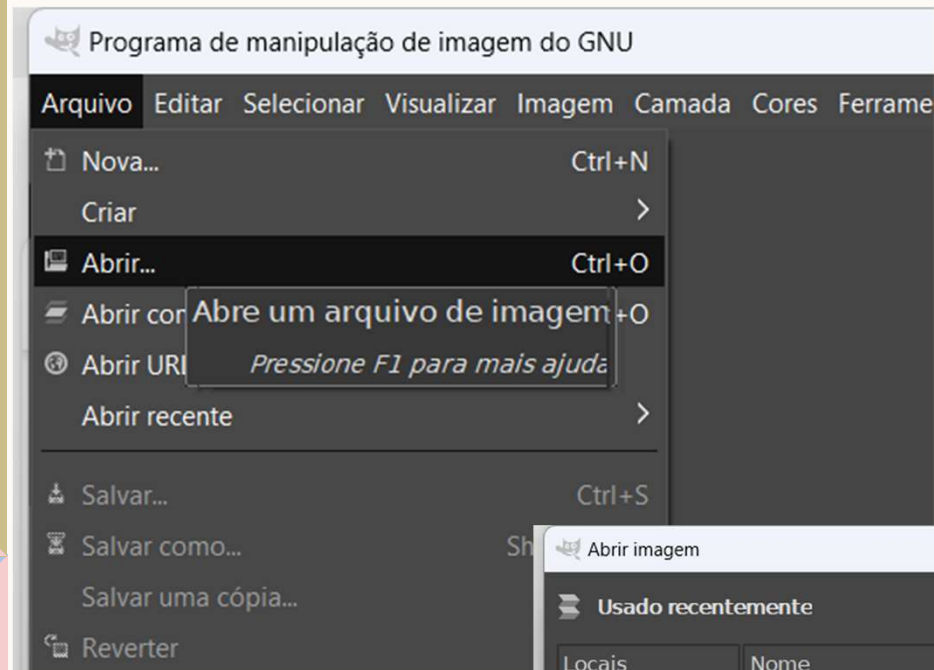 Programa de manipulação de imagem do GNU
Arquivo Editar Selecionar Visualizar Imagem Camada Cores Ferrame
Nova... Ctrl+N
Criar
Abrir... Ctrl+O
Abrir cor +O
Abre um arquivo de imagem
Abrir URL
Pressione F1 para mais ajuda
Abrir recente
Salvar... Ctrl+S
Salvar como... Sh
Salvar uma cópia...
Reverter
Abrir imagem
Usado recentemente
Locais Nome